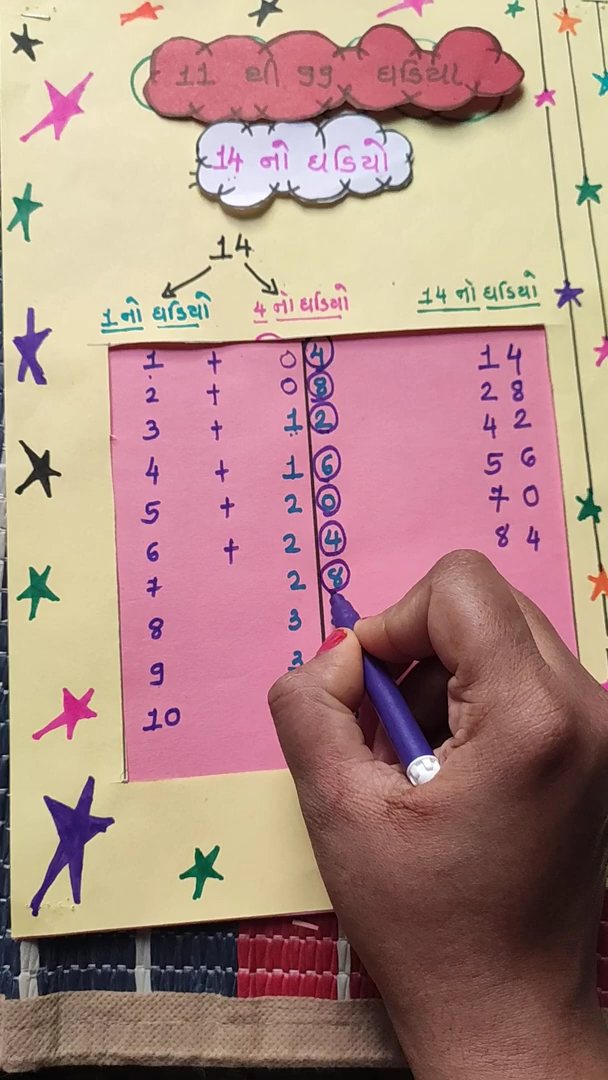 11 થી 99 ઘડિયા
14 નો ઘડિયો
14
1 નો ઘડિયો 4 નો ઘડિયો 14 નો ઘડિયો
1 + 0 4 14
2 + 0 8 28
3 + 1 2 42
4 + 1 6 56
5 + 2 0 70
6 + 2 4 84
7 2 8
8 3
9 3
10